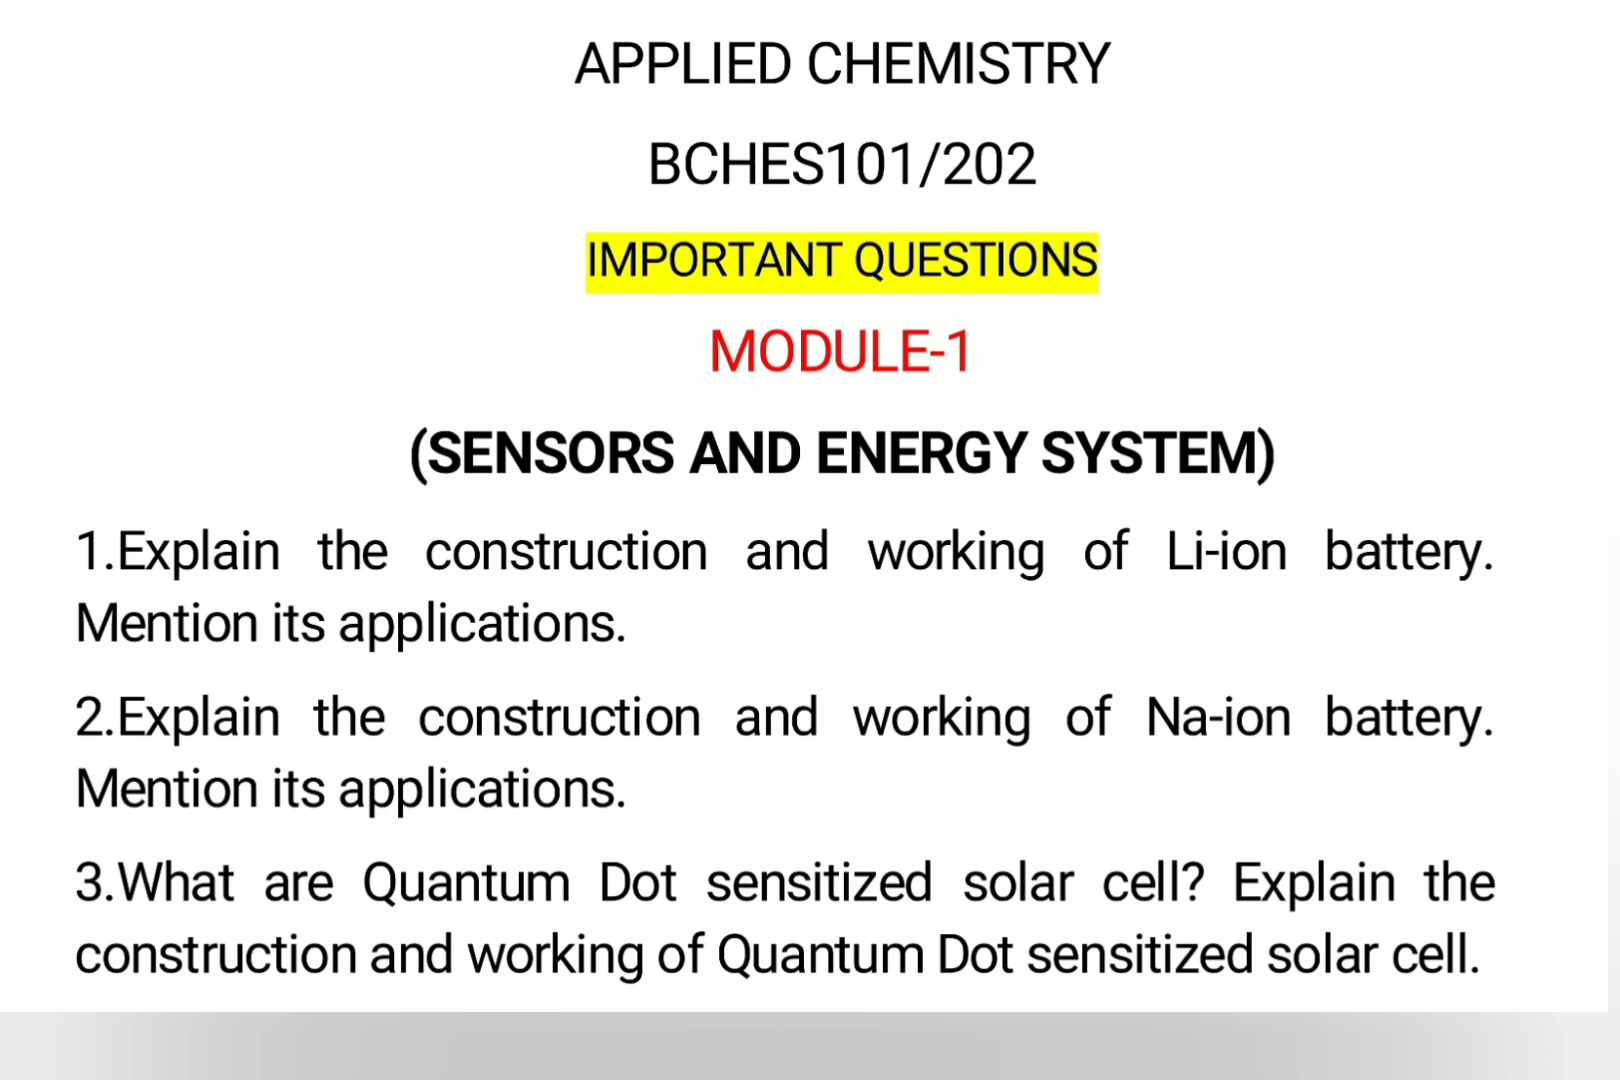 APPLIED CHEMISTRY
BCHES101/202
IMPORTANT QUESTIONS
MODULE-1
(SENSORS AND ENERGY SYSTEM)
1.Explain the construction and working of Li-ion battery.
Mention its applications.
2.Explain the construction and working of Na-ion battery.
Mention its applications.
3.What are Quantum Dot sensitized solar cell? Explain the
construction and working of Quantum Dot sensitized solar cell.